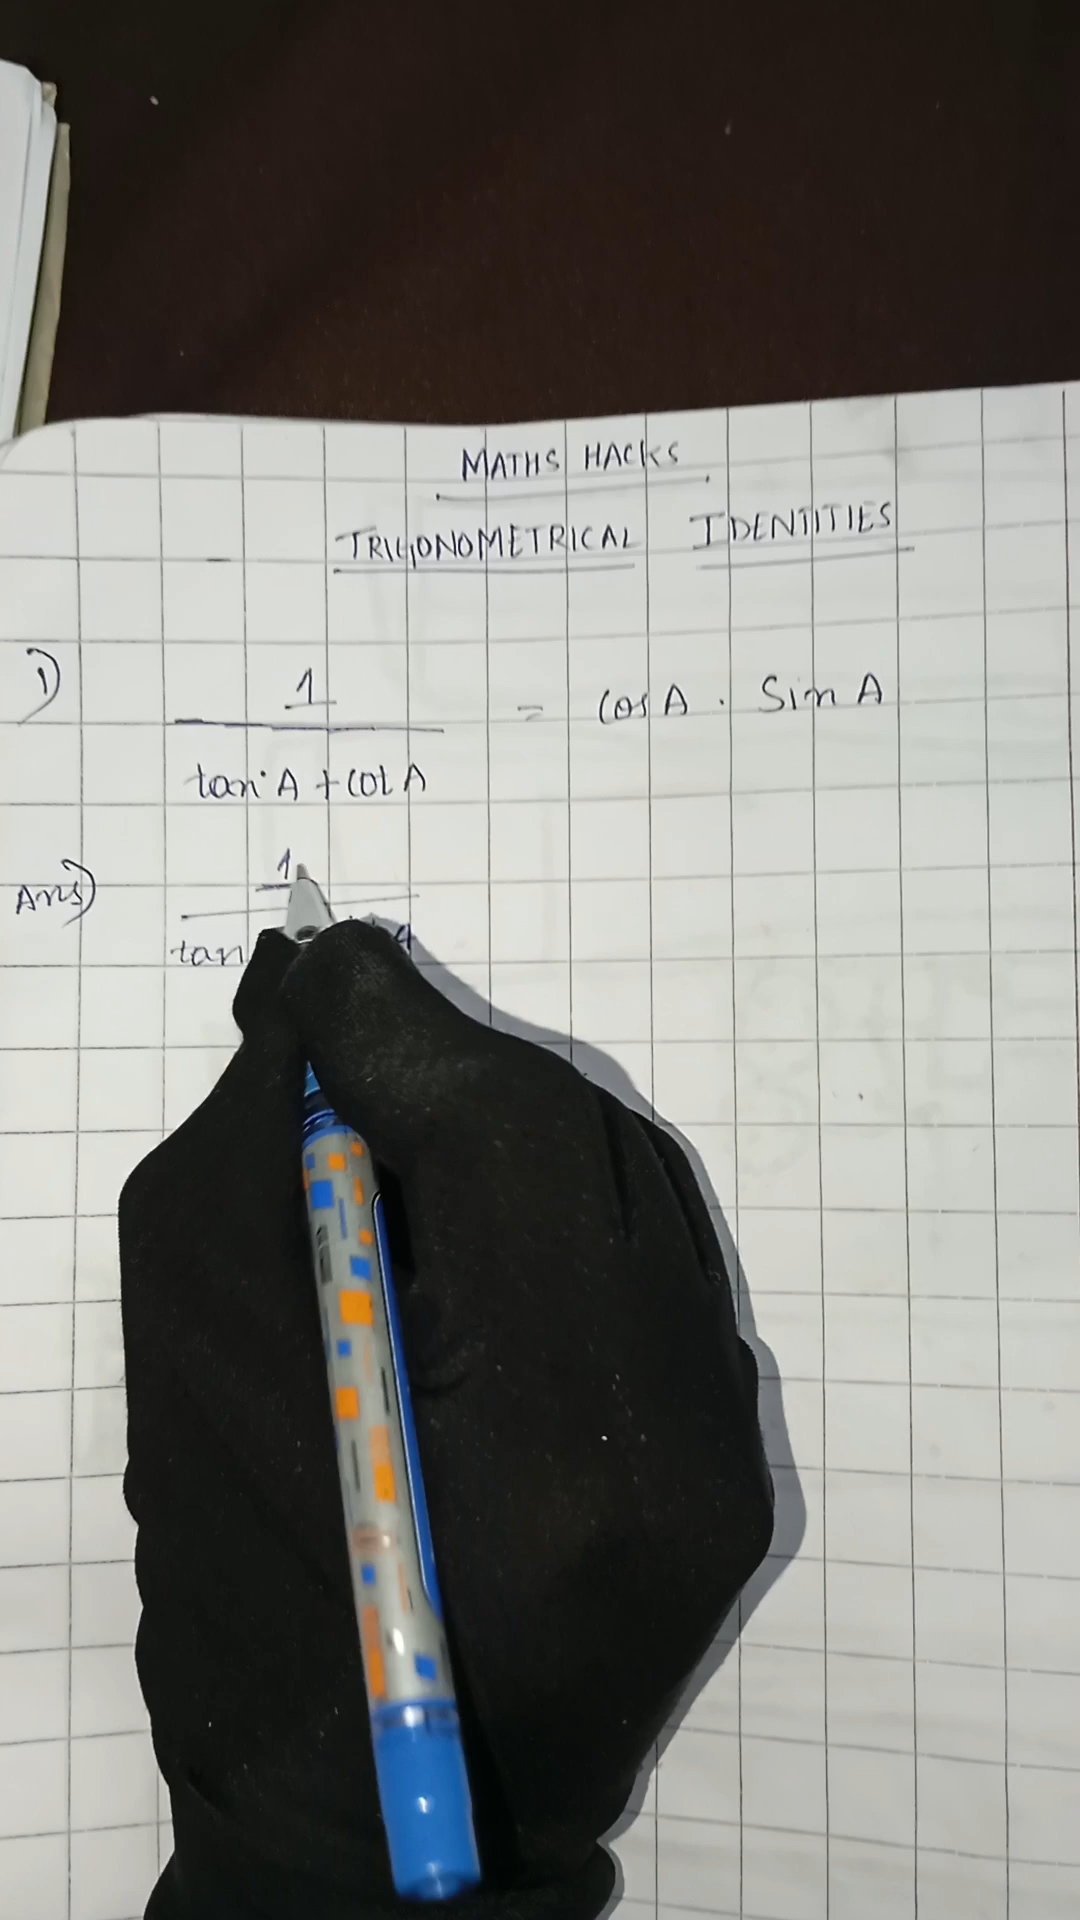 MATHS HACKS
TRIGONOMETRICAL IDENTITIES
1) 1 / tan A + cot A = cos A . Sin A
Ans) 1
tan